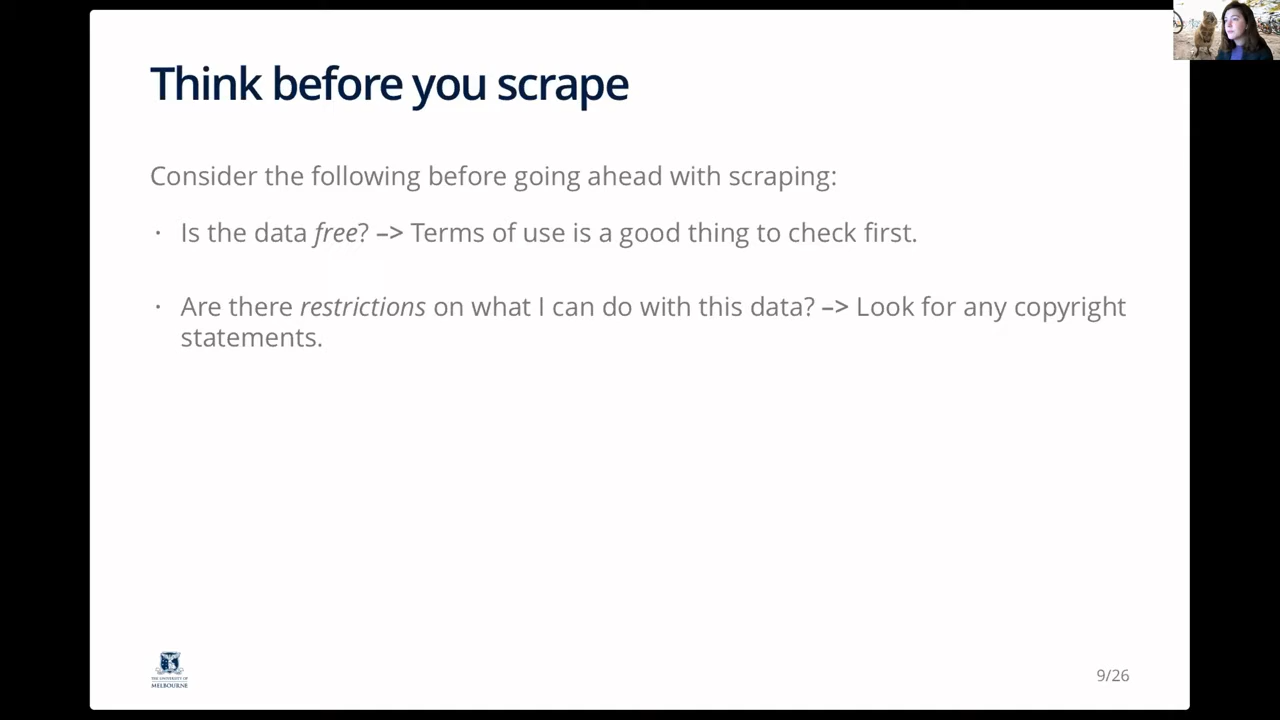 Think before you scrape
Consider the following before going ahead with scraping:
· Is the data free? –> Terms of use is a good thing to check first.
· Are there restrictions on what I can do with this data? –> Look for any copyright
statements.
THE UNIVERSITY OF
MELBOURNE
9/26